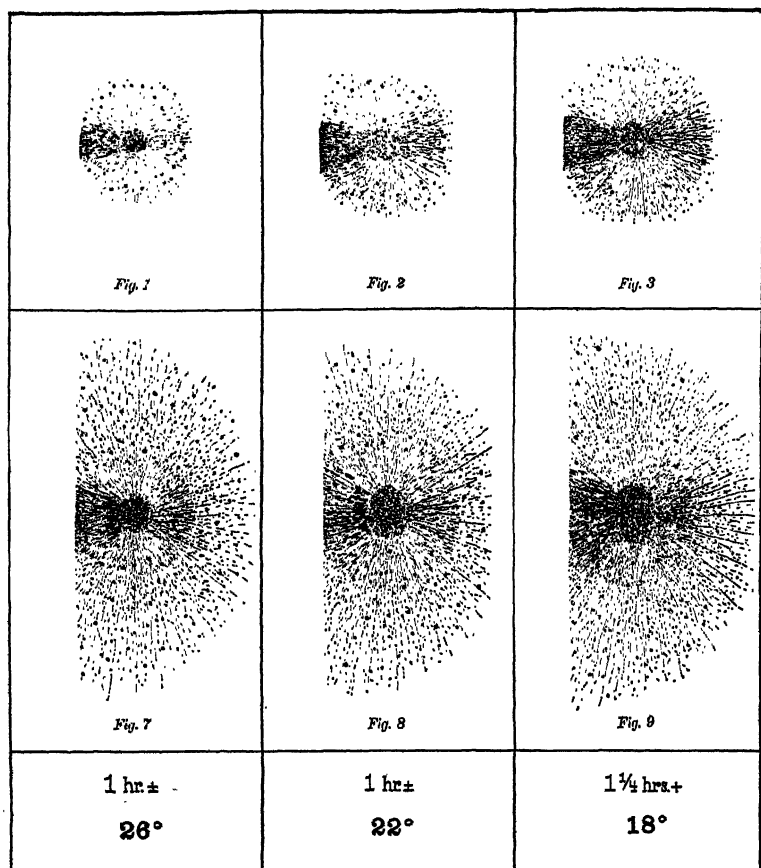 Fig. 1
Fig. 2
Fig. 3
Fig. 7
Fig. 8
Fig. 9
1 hr.±
1 hr±
1¼ hrs.+
26°
22°
18°